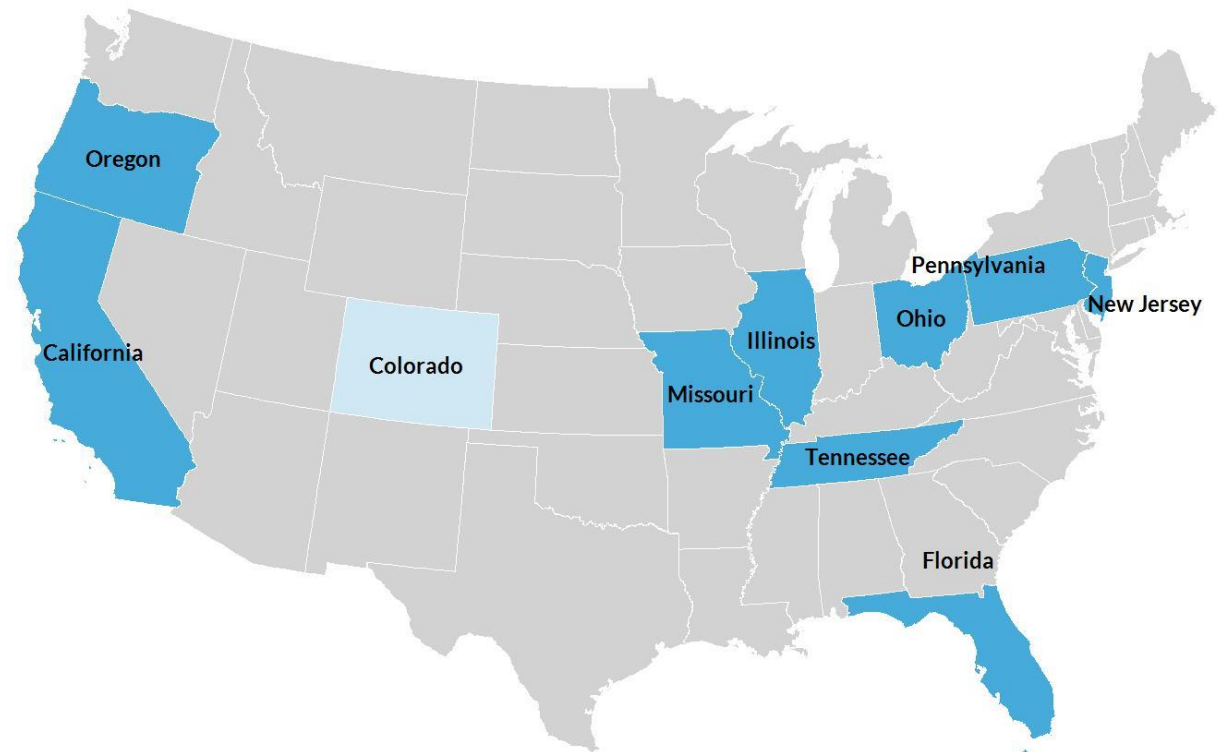 Oregon
Pennsylvania
New Jersey
Ohio
Illinois
California
Colorado
Missouri
Tennessee
Florida